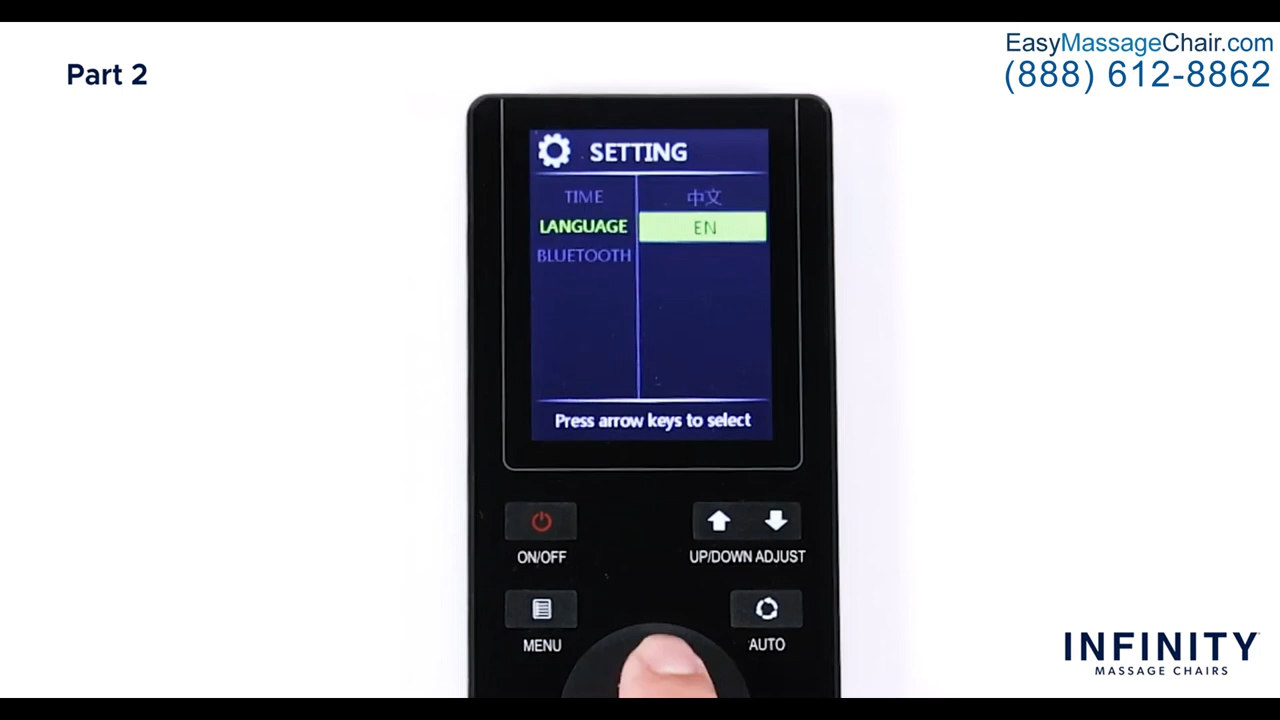 Part 2
EasyMassageChair.com
(888) 612-8862
SETTING
TIME
中文
LANGUAGE
EN
BLUETOOTH
Press arrow keys to select
ON/OFF
UP/DOWN ADJUST
MENU
AUTO
INFINITY
MASSAGE CHAIRS